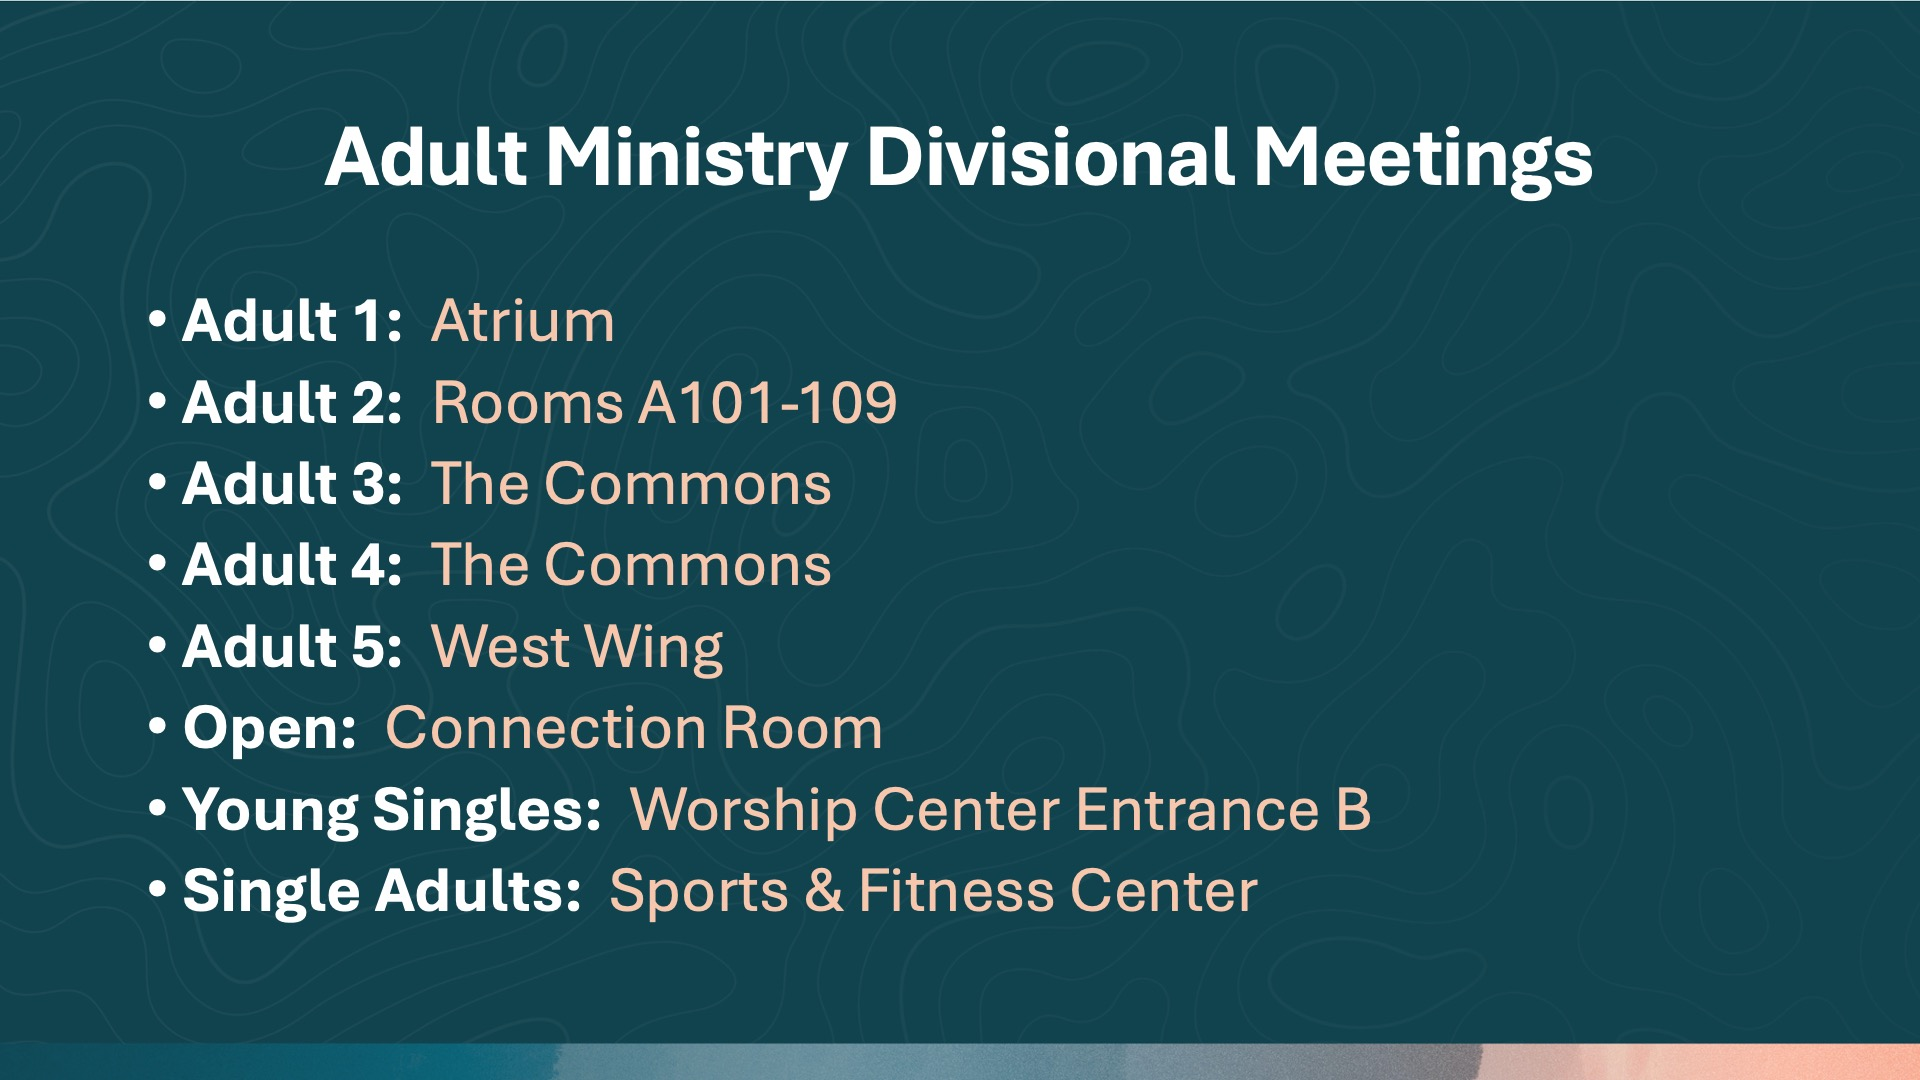 Adult Ministry Divisional Meetings
• Adult 1: Atrium
• Adult 2: Rooms A101-109
• Adult 3: The Commons
• Adult 4: The Commons
• Adult 5: West Wing
• Open: Connection Room
• Young Singles: Worship Center Entrance B
• Single Adults: Sports & Fitness Center